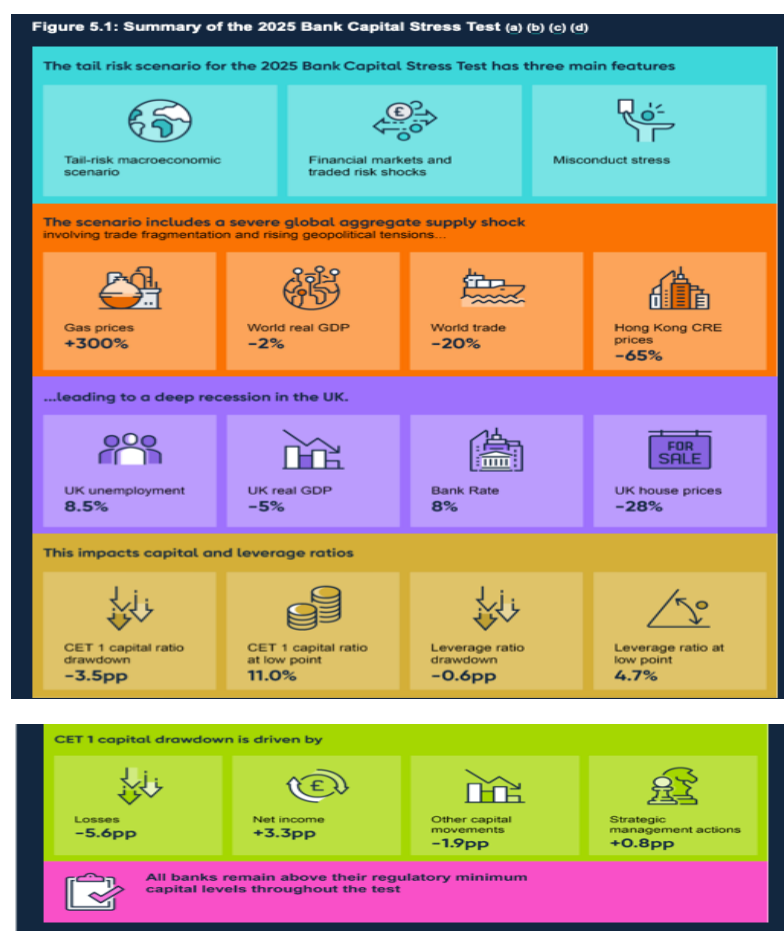 Figure 5.1: Summary of the 2025 Bank Capital Stress Test (a) (b) (c) (d)
The tail risk scenario for the 2025 Bank Capital Stress Test has three main features
Tail-risk macroeconomic
scenario
Financial markets and
traded risk shocks
Misconduct stress
The scenario includes a severe global aggregate supply shock
involving trade fragmentation and rising geopolitical tensions...
Gas prices
+300%
World real GDP
-2%
World trade
-20%
Hong Kong CRE
prices
-65%
...leading to a deep recession in the UK.
UK unemployment
8.5%
UK real GDP
-5%
Bank Rate
8%
FOR
SALE
UK house prices
-28%
This impacts capital and leverage ratios
CET 1 capital ratio
drawdown
-3.5pp
CET 1 capital ratio
at low point
11.0%
Leverage ratio
drawdown
-0.6pp
Leverage ratio at
low point
4.7%
CET 1 capital drawdown is driven by
Losses
-5.6pp
£
Net income
+3.3pp
Other capital
movements
-1.9pp
Strategic
management actions
+0.8pp
All banks remain above their regulatory minimum
capital levels throughout the test